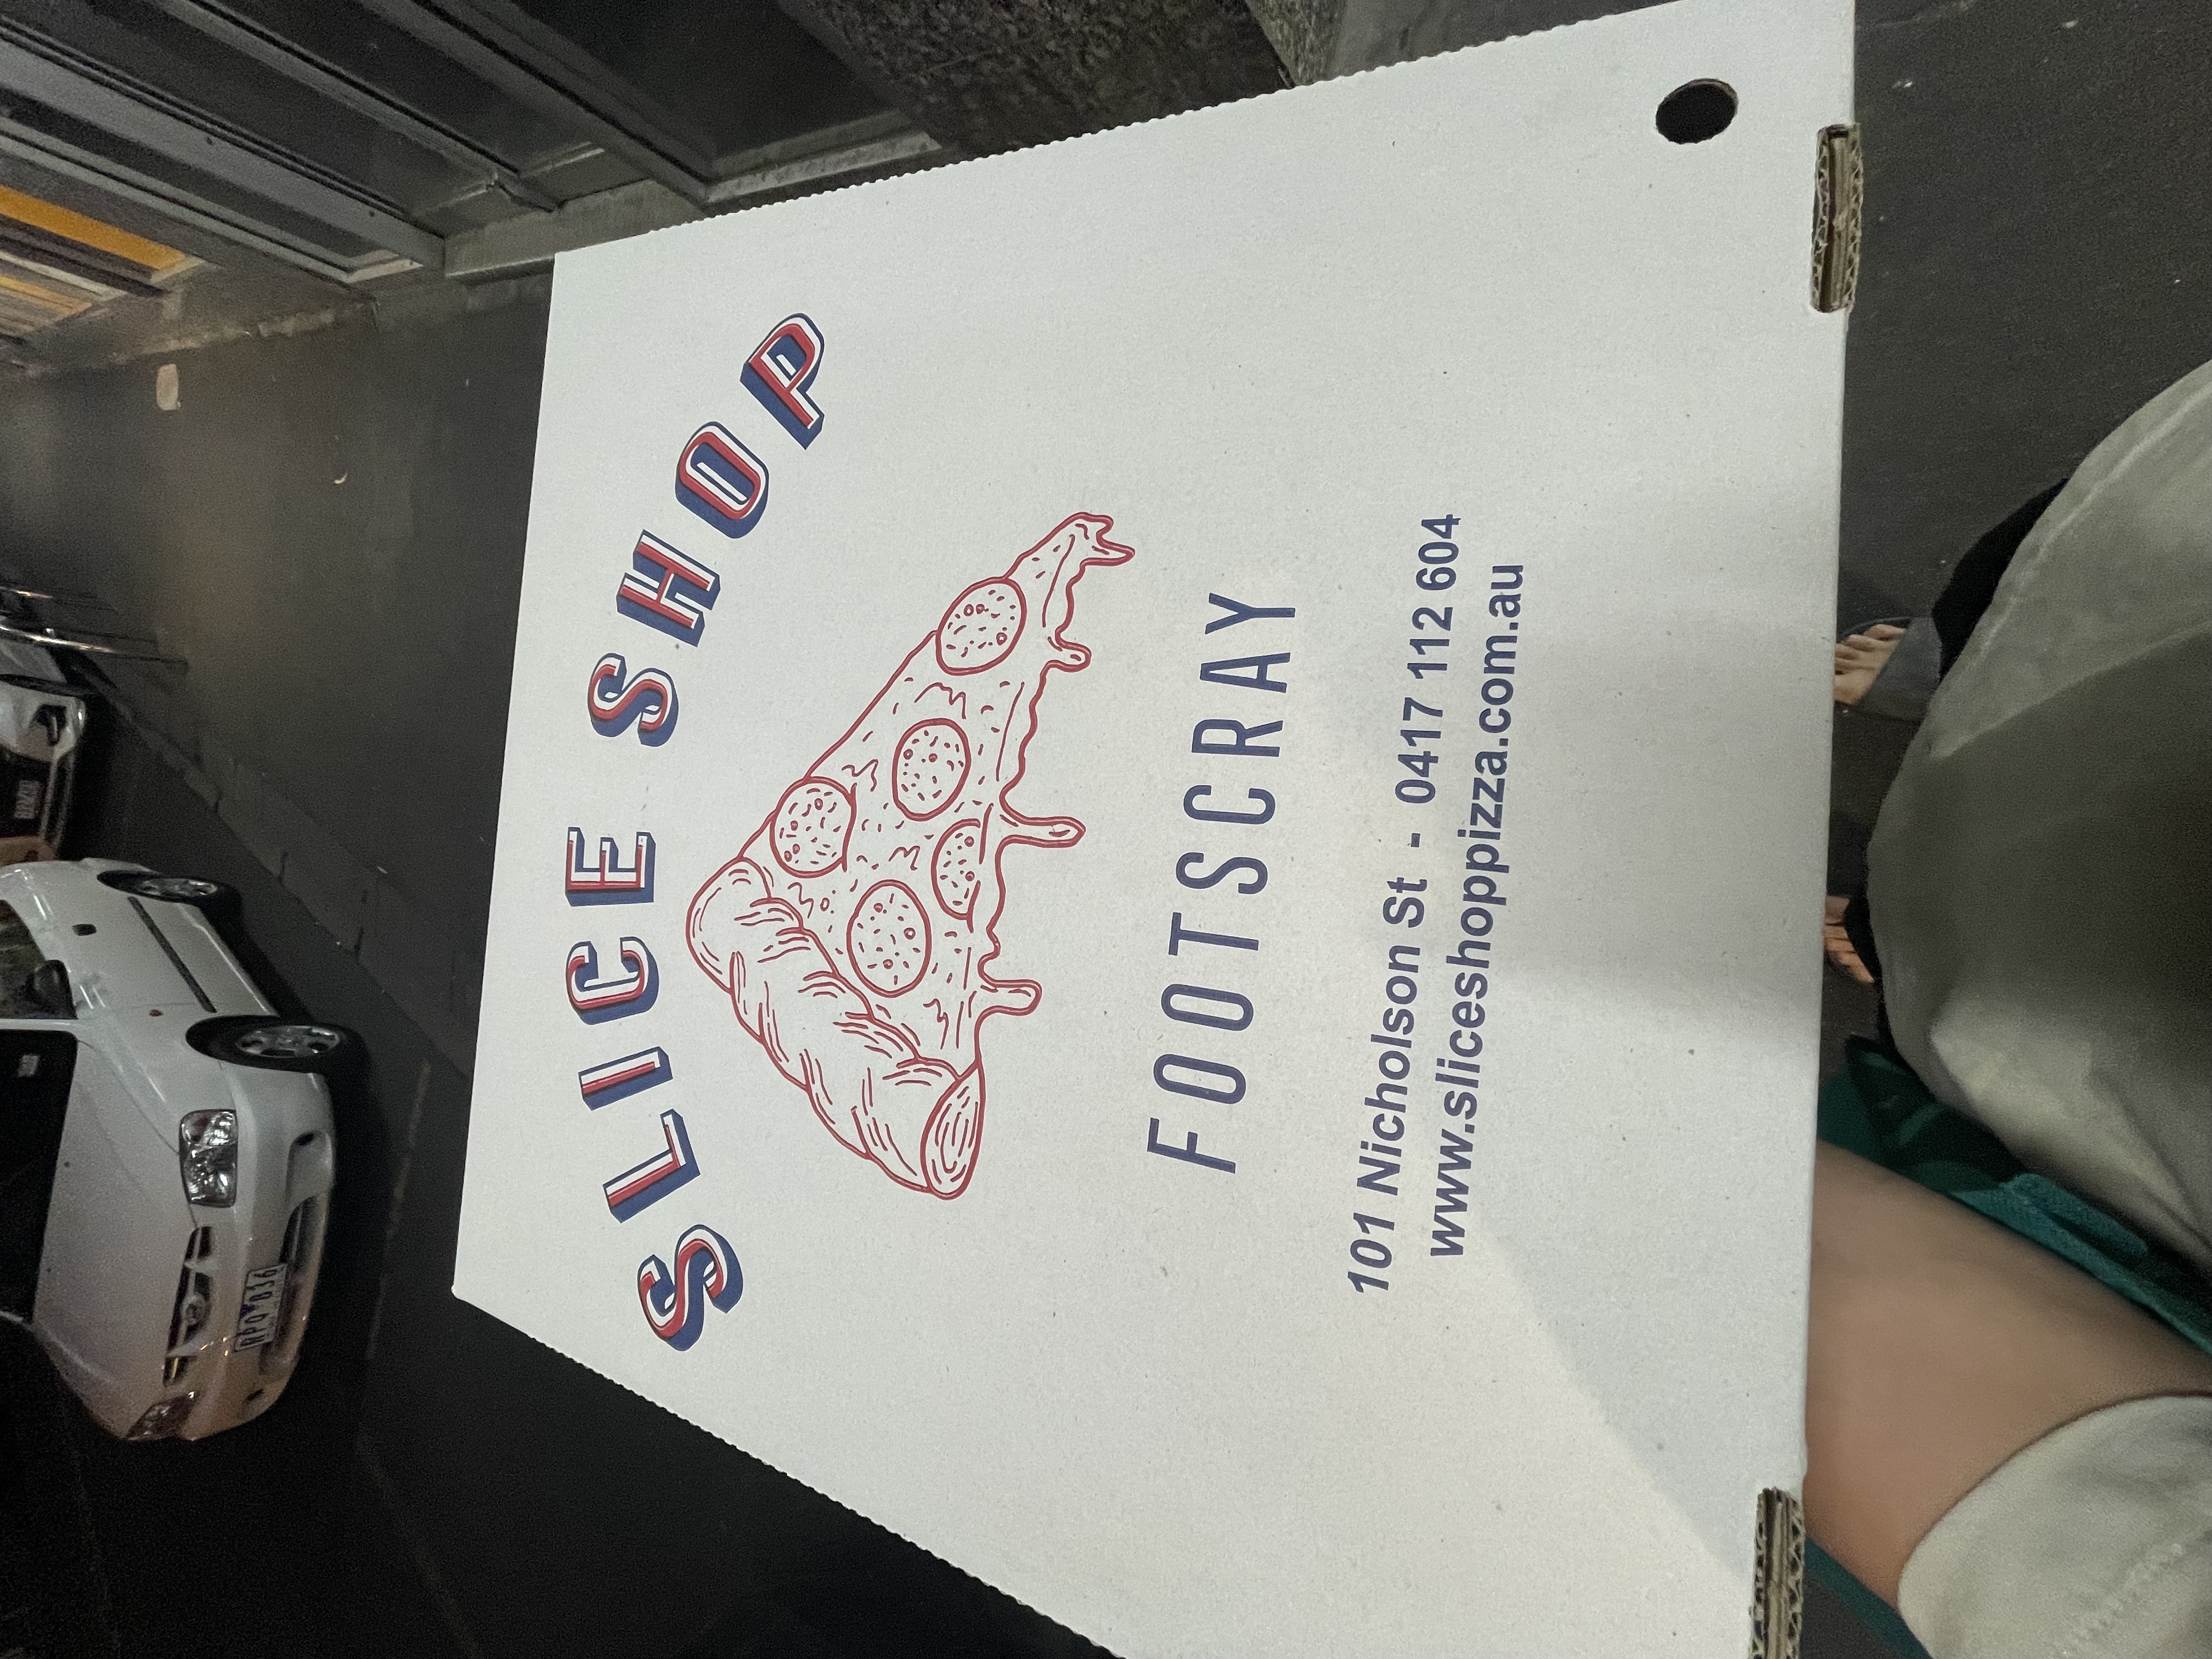 SLICE SHOP
FOOTSCRAY
101 Nicholson St - 0417 112 604
www.sliceshoppizza.com.au